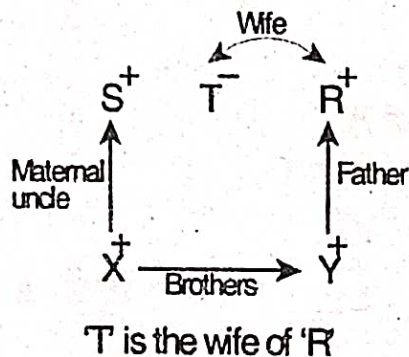 Wife
S+ T− R+
Maternal uncle
Father
X+ Y+
Brothers
'T' is the wife of 'R'